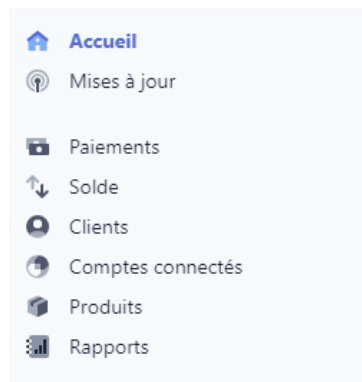 Accueil
Mises à jour
Paiements
Solde
Clients
Comptes connectés
Produits
Rapports